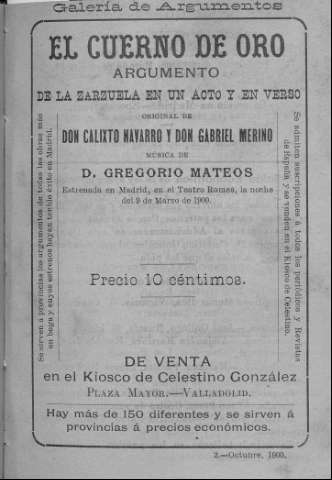 Galería de Argumentos
EL CUERNO DE ORO
ARGUMENTO
DE LA ZARZUELA EN UN ACTO Y EN VERSO
ORIGINAL DE
DON CALIXTO NAVARRO Y DON GABRIEL MERINO
MÚSICA DE
D. GREGORIO MATEOS
Estrenada en Madrid, en el Teatro Romea, la noche
del 9 de Marzo de 1900.
Precio 10 céntimos.
DE VENTA
en el Kiosco de Celestino González
PLAZA MAYOR.—VALLADOLID.
Hay más de 150 diferentes y se sirven á
provincias á precios económicos.
Se sirven á provincias los argumentos de todas las obras más
en boga y cuyos estrenos hayan tenido éxito en Madrid.
Se admiten suscripciones á todos los periódicos y Revistas
de España y se venden en el Kiosco de Celestino.
2.—Octubre, 1900.